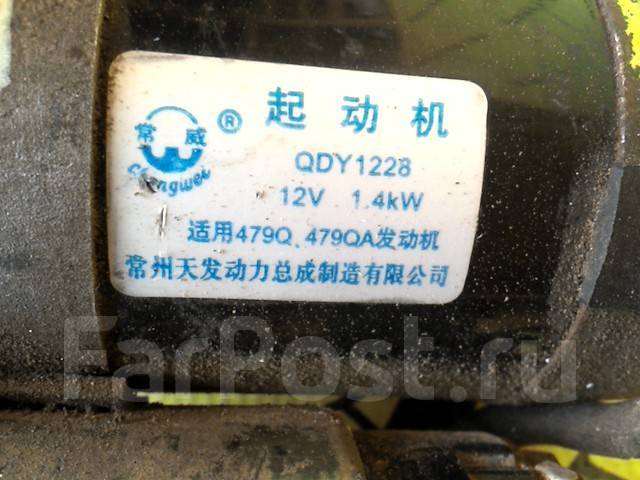 常威
®
起动机
Changwei
QDY1228
12V 1.4kW
适用479Q、479QA发动机
常州天发动力总成制造有限公司
FarPost.ru